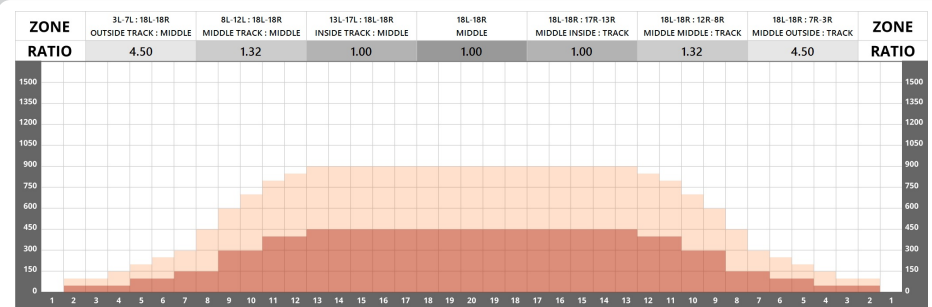 ZONE 3L-7L : 18L-18R 8L-12L : 18L-18R 13L-17L : 18L-18R 18L-18R 18L-18R : 17R-13R 18L-18R : 12R-8R 18L-18R : 7R-3R ZONE
OUTSIDE TRACK : MIDDLE MIDDLE TRACK : MIDDLE INSIDE TRACK : MIDDLE MIDDLE MIDDLE INSIDE : TRACK MIDDLE MIDDLE : TRACK MIDDLE OUTSIDE : TRACK
RATIO 4.50 1.32 1.00 1.00 1.00 1.32 4.50 RATIO
1500 1500
1350 1350
1200 1200
1050 1050
900 900
750 750
600 600
450 450
300 300
150 150
0 0
1 2 3 4 5 6 7 8 9 10 11 12 13 14 15 16 17 18 19 20 19 18 17 16 15 14 13 12 11 10 9 8 7 6 5 4 3 2 1